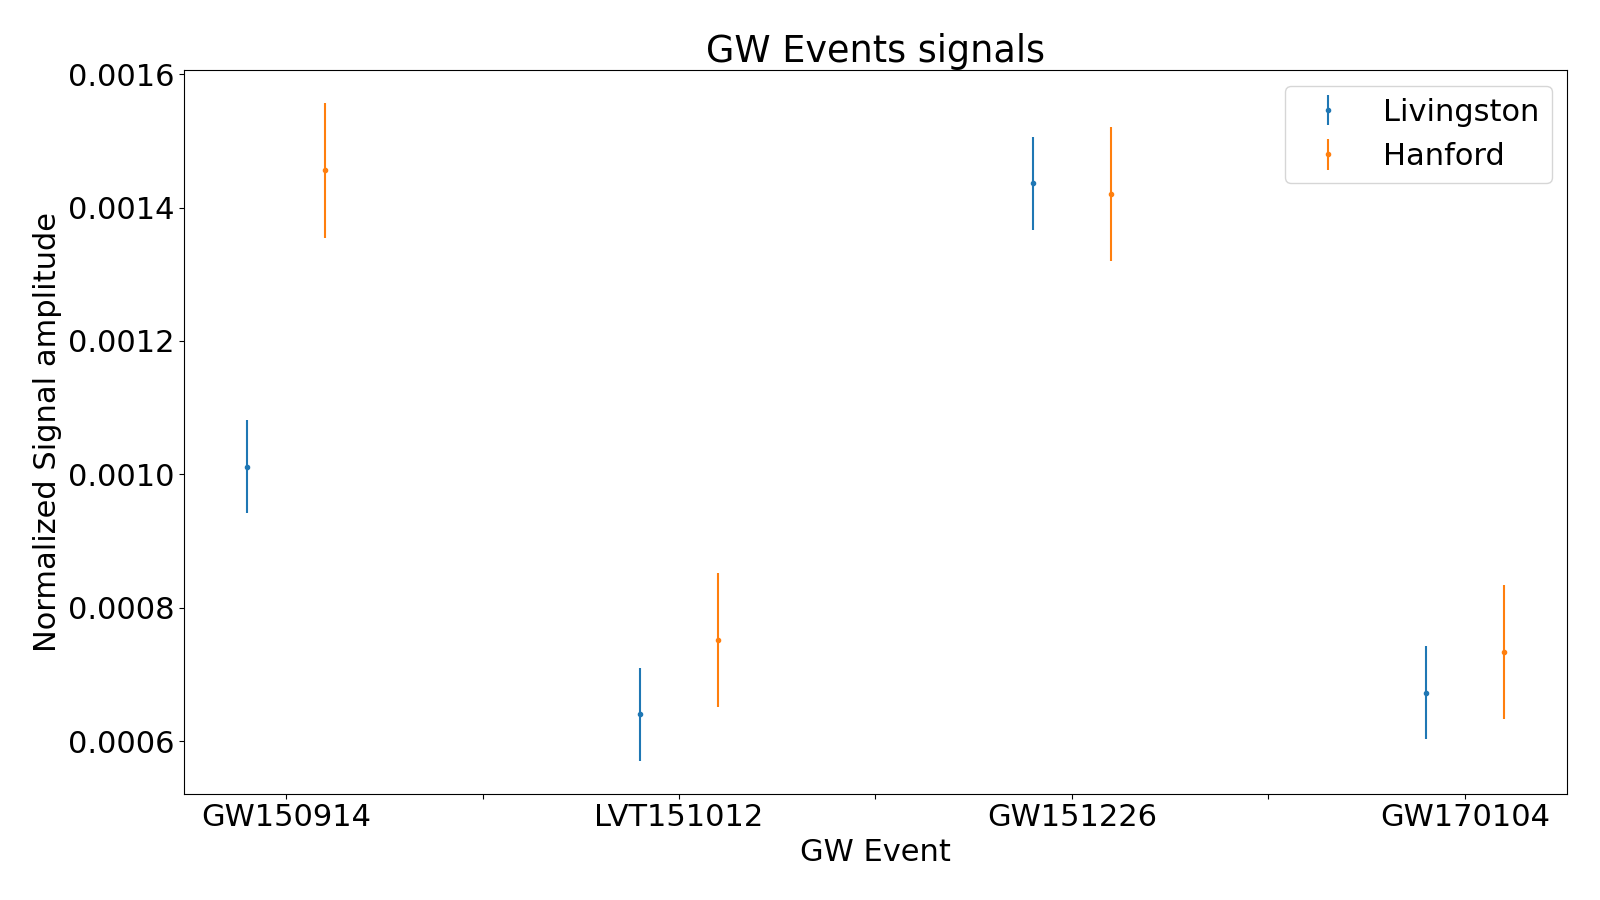 GW Events signals
Livingston
Hanford
Normalized Signal amplitude
0.0016
0.0014
0.0012
0.0010
0.0008
0.0006
GW150914
LVT151012
GW151226
GW170104
GW Event